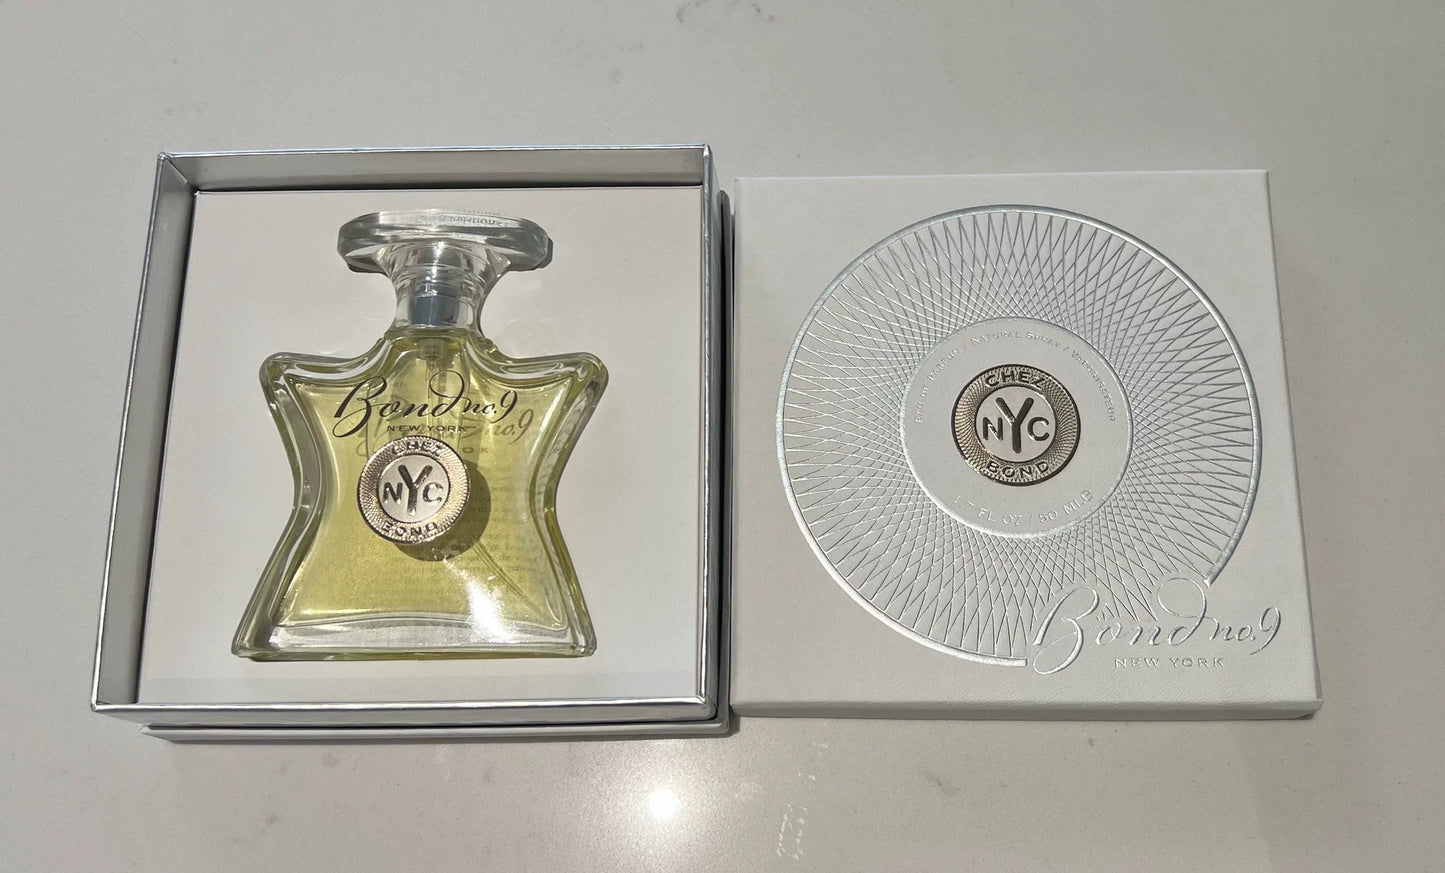 Bond no.9
NEW YORK
CHEZ
NYC
BOND
EAU DE PARFUM / NATURAL SPRAY / VAPORISATEUR
CHEZ
NYC
BOND
1.7 FL OZ / 50 ML e
Bond no.9
NEW YORK